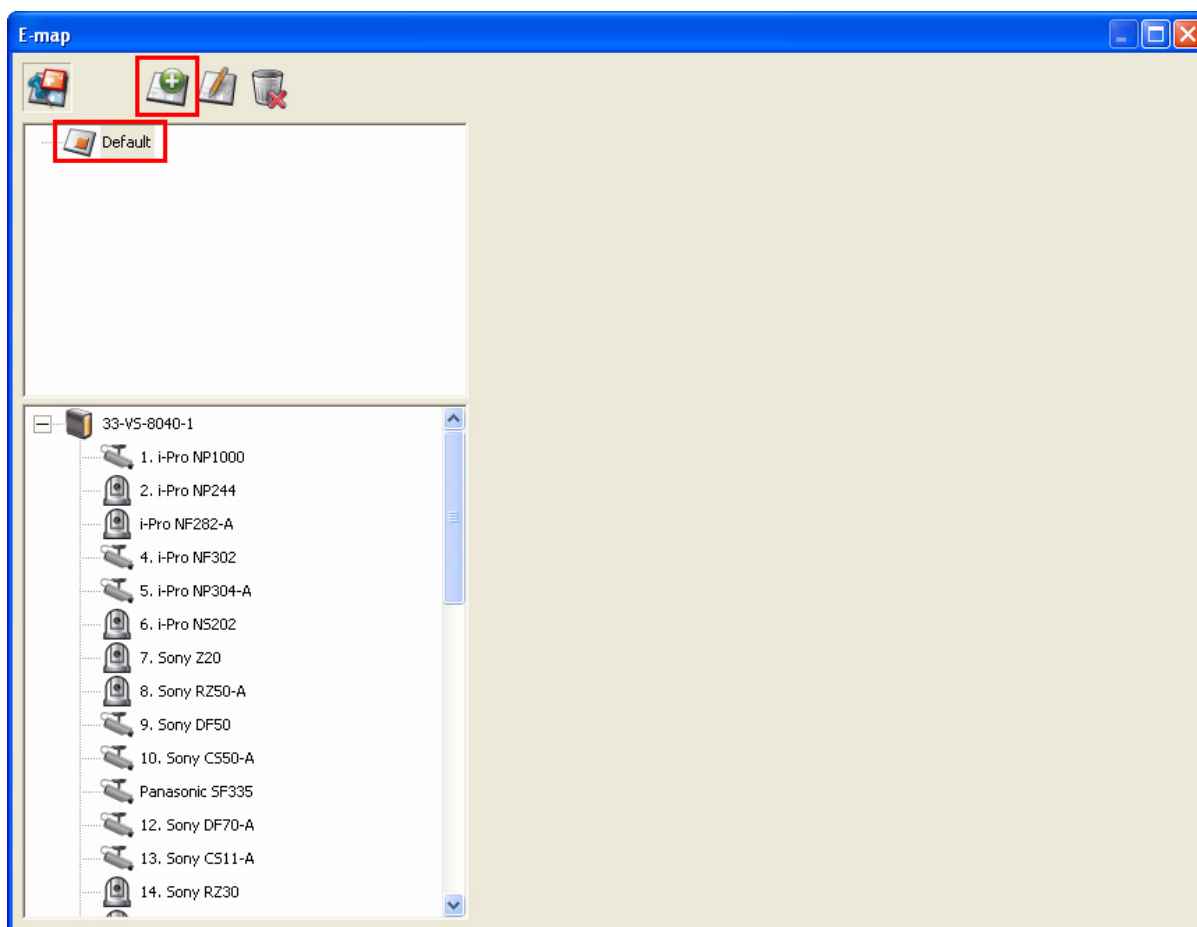 E-map
Default
33-VS-8040-1
1. i-Pro NP1000
2. i-Pro NP244
i-Pro NF282-A
4. i-Pro NF302
5. i-Pro NP304-A
6. i-Pro NS202
7. Sony Z20
8. Sony RZ50-A
9. Sony DF50
10. Sony CS50-A
Panasonic SF335
12. Sony DF70-A
13. Sony CS11-A
14. Sony RZ30